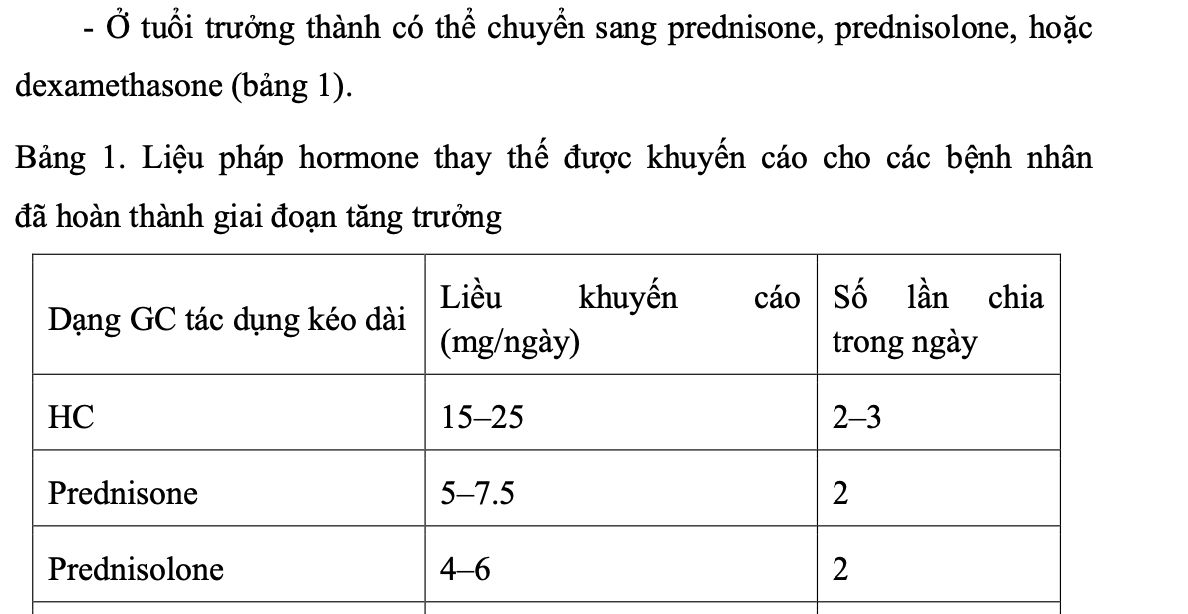 - Ở tuổi trưởng thành có thể chuyển sang prednisone, prednisolone, hoặc
dexamethasone (bảng 1).
Bảng 1. Liệu pháp hormone thay thế được khuyến cáo cho các bệnh nhân
đã hoàn thành giai đoạn tăng trưởng
Dạng GC tác dụng kéo dài
Liều khuyến cáo
(mg/ngày)
Số lần chia
trong ngày
HC
15–25
2–3
Prednisone
5–7.5
2
Prednisolone
4–6
2